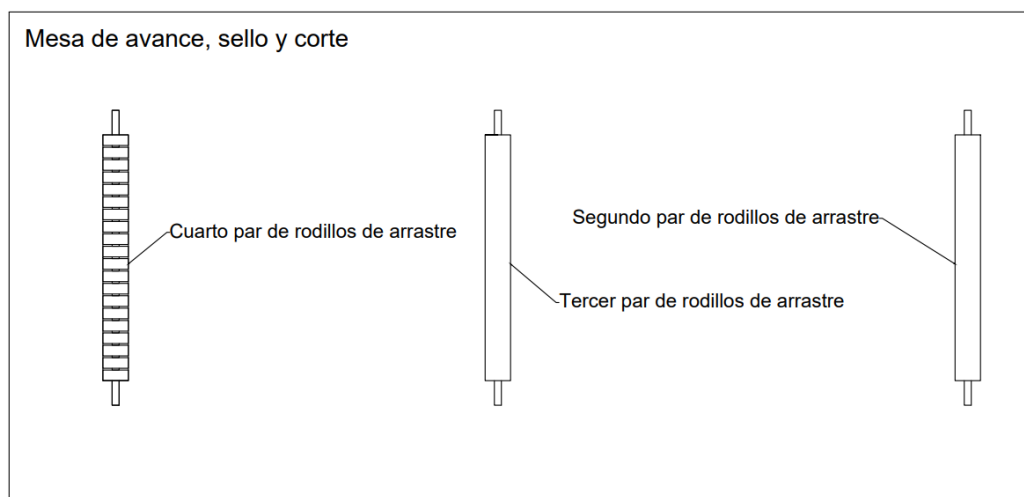 Mesa de avance, sello y corte
Segundo par de rodillos de arrastre
Cuarto par de rodillos de arrastre
Tercer par de rodillos de arrastre